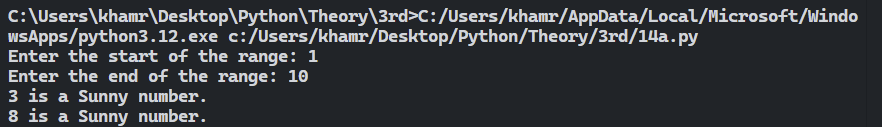 C:\Users\khamr\Desktop\Python\Theory\3rd>C:/Users/khamr/AppData/Local/Microsoft/Windo
wsApps/python3.12.exe c:/Users/khamr/Desktop/Python/Theory/3rd/14a.py
Enter the start of the range: 1
Enter the end of the range: 10
3 is a Sunny number.
8 is a Sunny number.